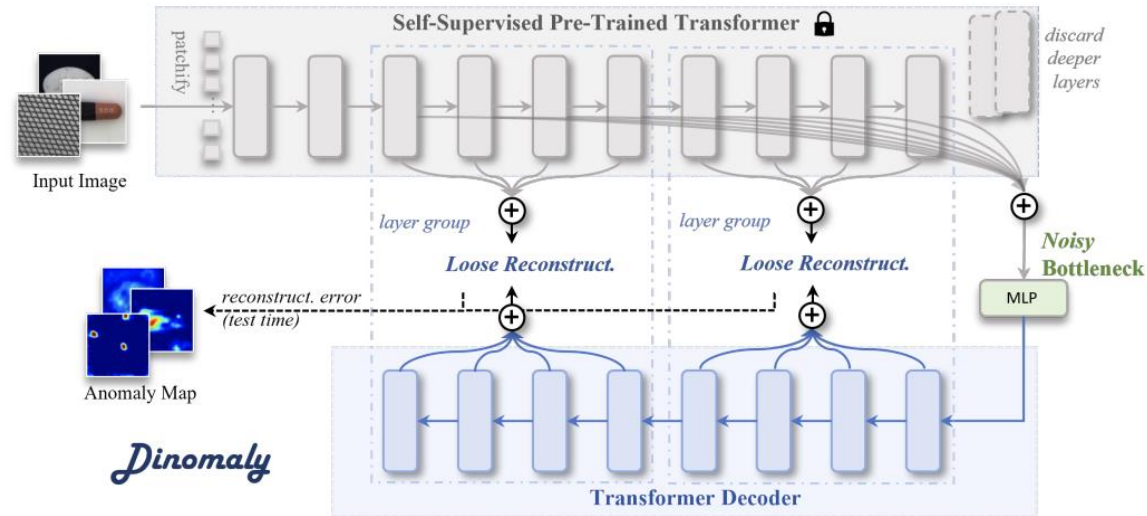 Self-Supervised Pre-Trained Transformer
patchify
discard
deeper
layers
Input Image
layer group
layer group
Noisy
Bottleneck
Loose Reconstruct.
Loose Reconstruct.
MLP
reconstruct. error
(test time)
Anomaly Map
Dinomaly
Transformer Decoder